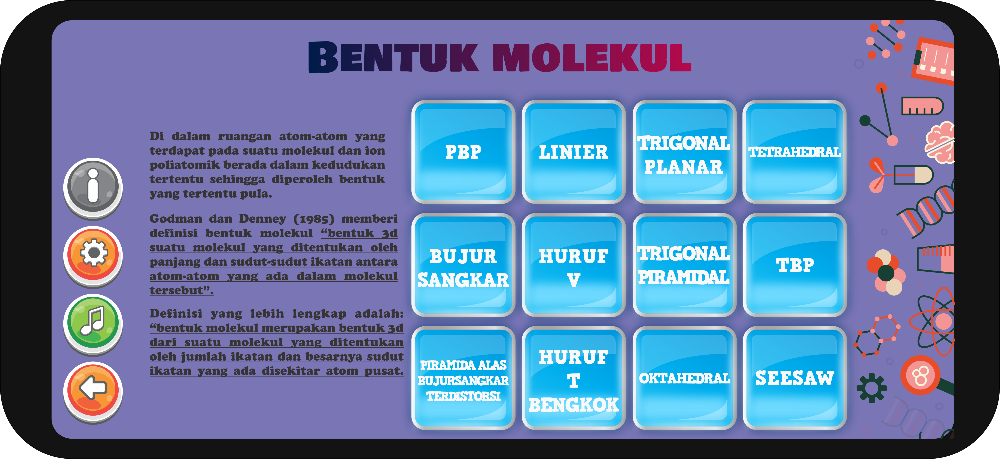 BENTUK MOLEKUL
Di dalam ruangan atom-atom yang
terdapat pada suatu molekul dan ion
poliatomik berada dalam kedudukan
tertentu sehingga diperoleh bentuk
yang tertentu pula.
Godman dan Denney (1985) memberi
definisi bentuk molekul “bentuk 3d
suatu molekul yang ditentukan oleh
panjang dan sudut-sudut ikatan antara
atom-atom yang ada dalam molekul
tersebut”.
Definisi yang lebih lengkap adalah:
“bentuk molekul merupakan bentuk 3d
dari suatu molekul yang ditentukan
oleh jumlah ikatan dan besarnya sudut
ikatan yang ada disekitar atom pusat.
PBP
LINIER
TRIGONAL
PLANAR
TETRAHEDRAL
BUJUR
SANGKAR
HURUF
V
TRIGONAL
PIRAMIDAL
TBP
PIRAMIDA ALAS
BUJURSANGKAR
TERDISTORSI
HURUF
T
BENGKOK
OKTAHEDRAL
SEESAW